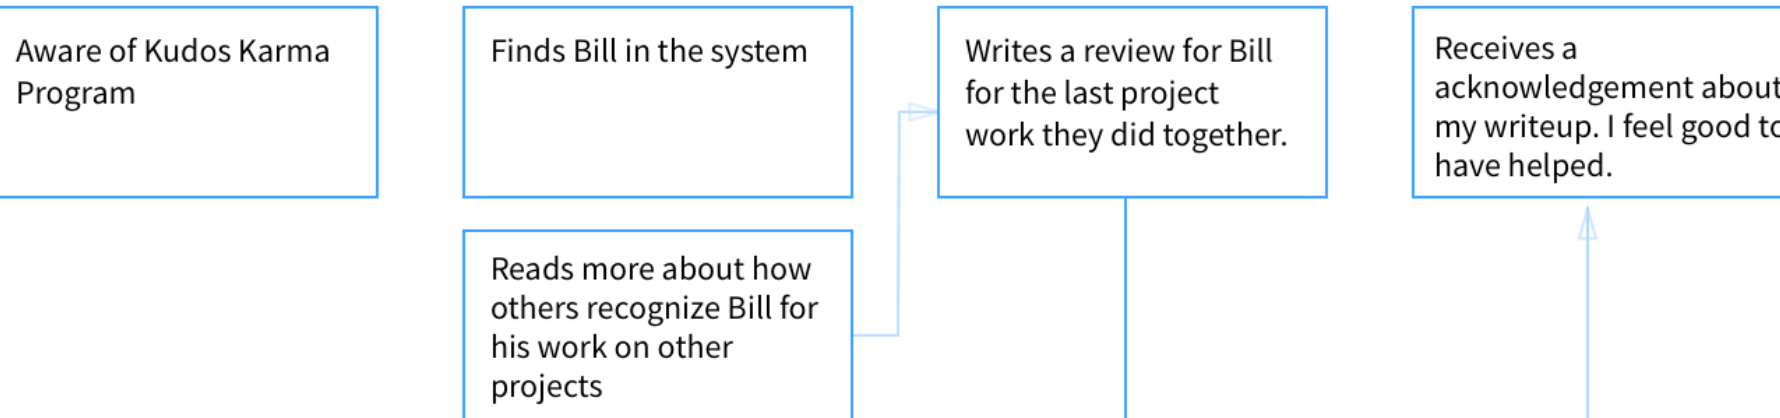 Aware of Kudos Karma
Program
Finds Bill in the system
Writes a review for Bill
for the last project
work they did together.
Receives a
acknowledgement about
my writeup. I feel good to
have helped.
Reads more about how
others recognize Bill for
his work on other
projects